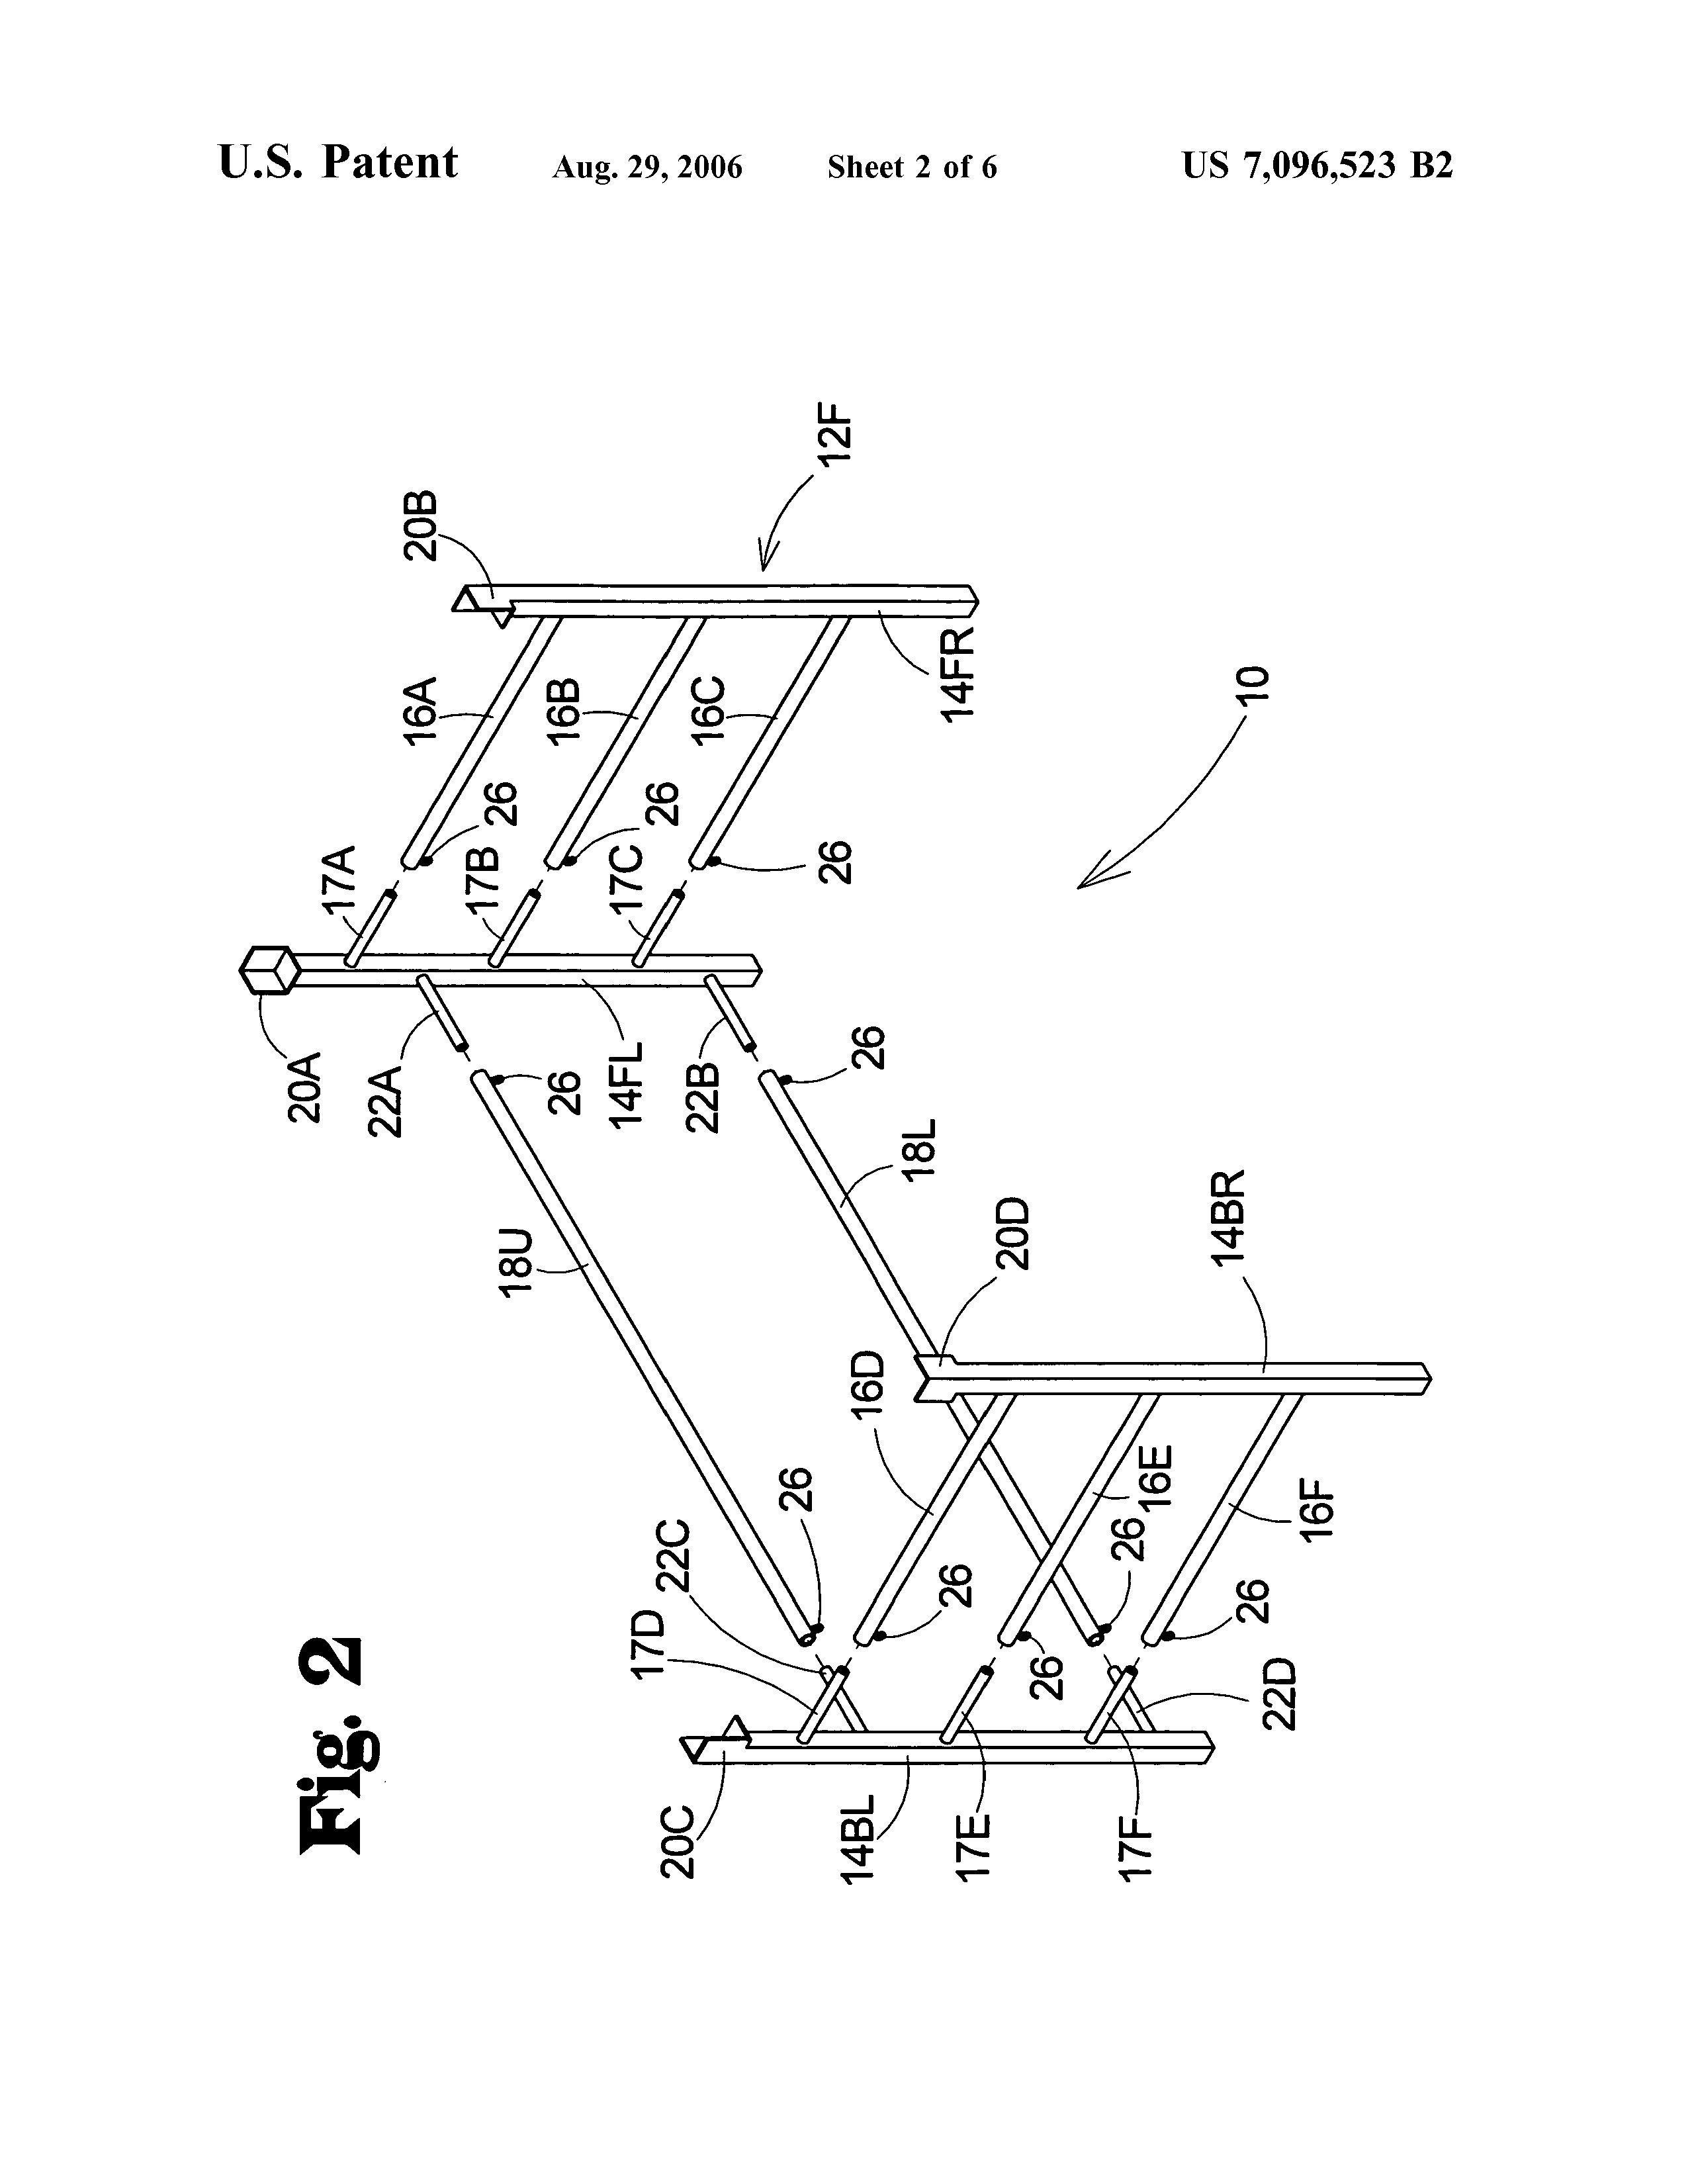 U.S. Patent Aug. 29, 2006 Sheet 2 of 6 US 7,096,523 B2
Fig. 2
12F
20B
16A
16B
16C
14FR
10
26
26
26
17A
17B
17C
20A
22A
26
14FL
22B
26
18L
18U
20D
14BR
16D
16E
16F
26
22C
17D
26
26
26
26
22D
20C
14BL
17E
17F